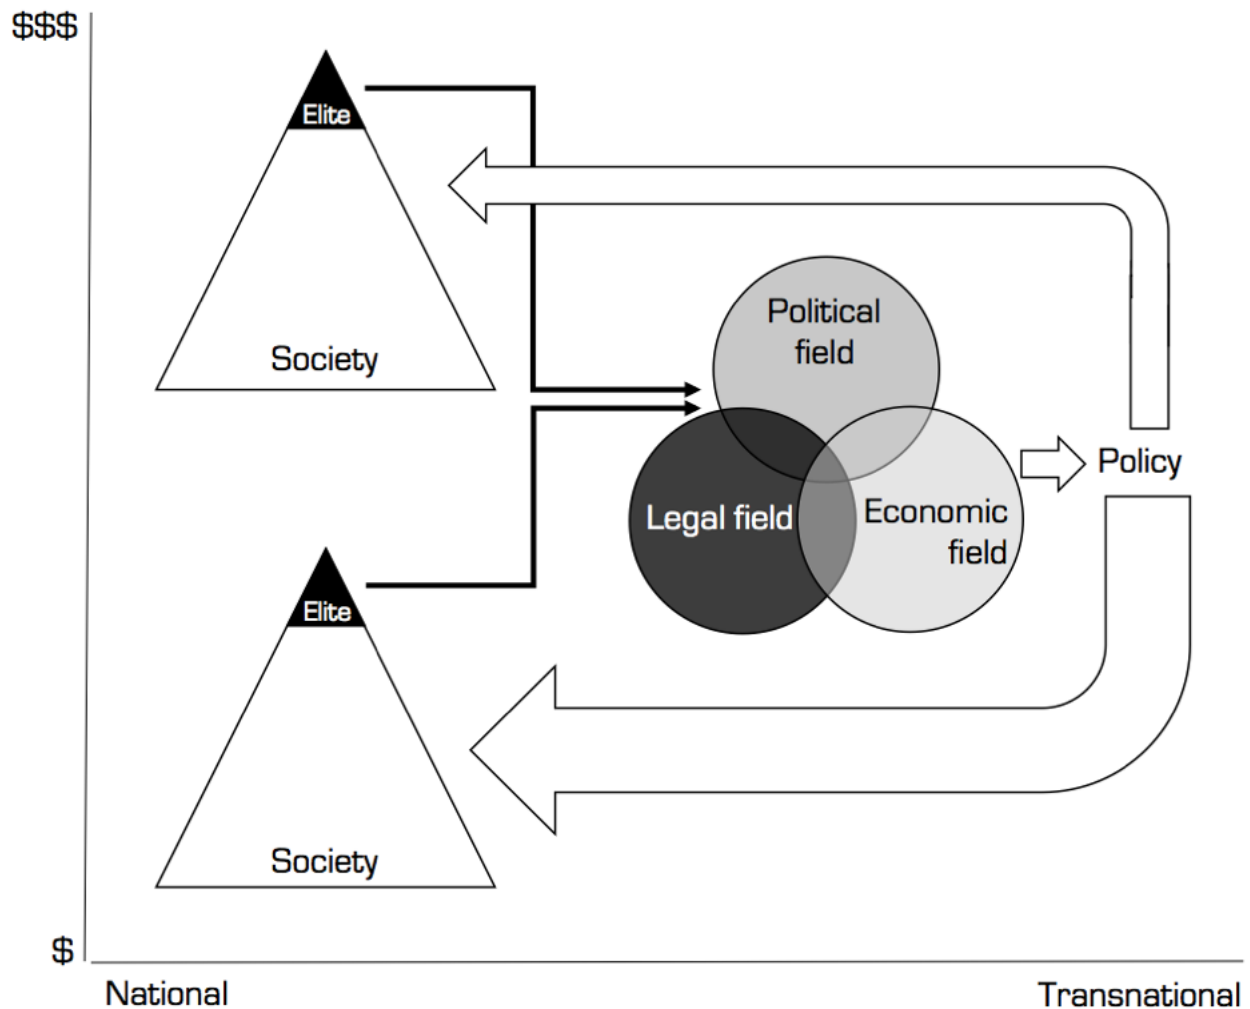 $$$
Elite
Society
Political
field
Legal field
Economic
field
Policy
Elite
Society
$
National
Transnational